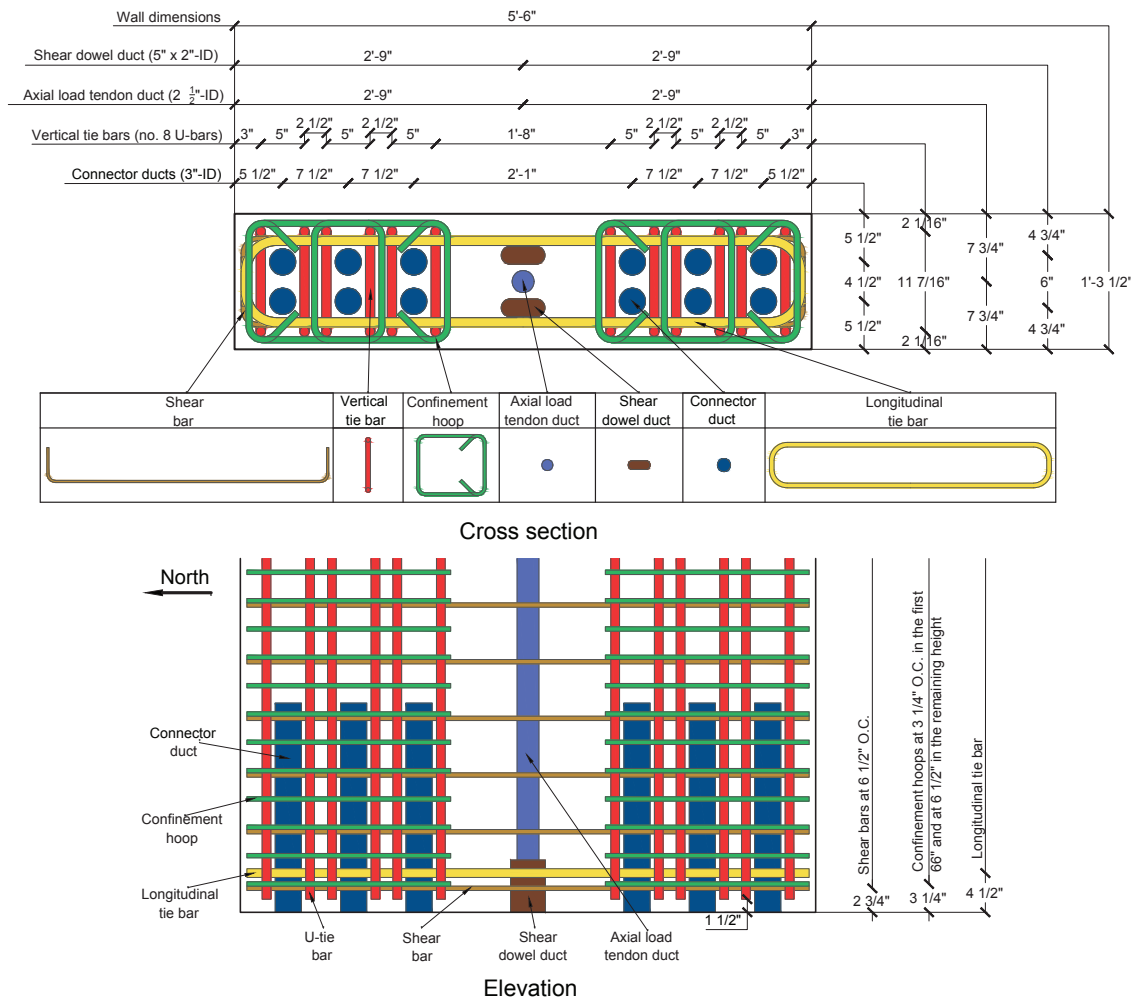 Wall dimensions
5'-6"
Shear dowel duct (5" x 2"-ID)
2'-9"
2'-9"
Axial load tendon duct (2 1/2"-ID)
2'-9"
2'-9"
2 1/2"
2 1/2"
2 1/2"
2 1/2"
Vertical tie bars (no. 8 U-bars)
3"
5"
5"
5"
1'-8"
5"
5"
5"
3"
Connector ducts (3"-ID)
5 1/2"
7 1/2"
7 1/2"
2'-1"
7 1/2"
7 1/2"
5 1/2"
5 1/2"
4 1/2"
5 1/2"
2 1/16"
11 7/16"
2 1/16"
7 3/4"
7 3/4"
4 3/4"
6"
4 3/4"
1'-3 1/2"
Shear
bar
Vertical
tie bar
Confinement
hoop
Axial load
tendon duct
Shear
dowel duct
Connector
duct
Longitudinal
tie bar
Cross section
North
Connector
duct
Confinement
hoop
Longitudinal
tie bar
U-tie
bar
Shear
bar
Shear
dowel duct
Axial load
tendon duct
1 1/2"
Shear bars at 6 1/2" O.C.
2 3/4"
Confinement hoops at 3 1/4" O.C. in the first
66" and at 6 1/2" in the remaining height
3 1/4"
Longitudinal tie bar
4 1/2"
Elevation